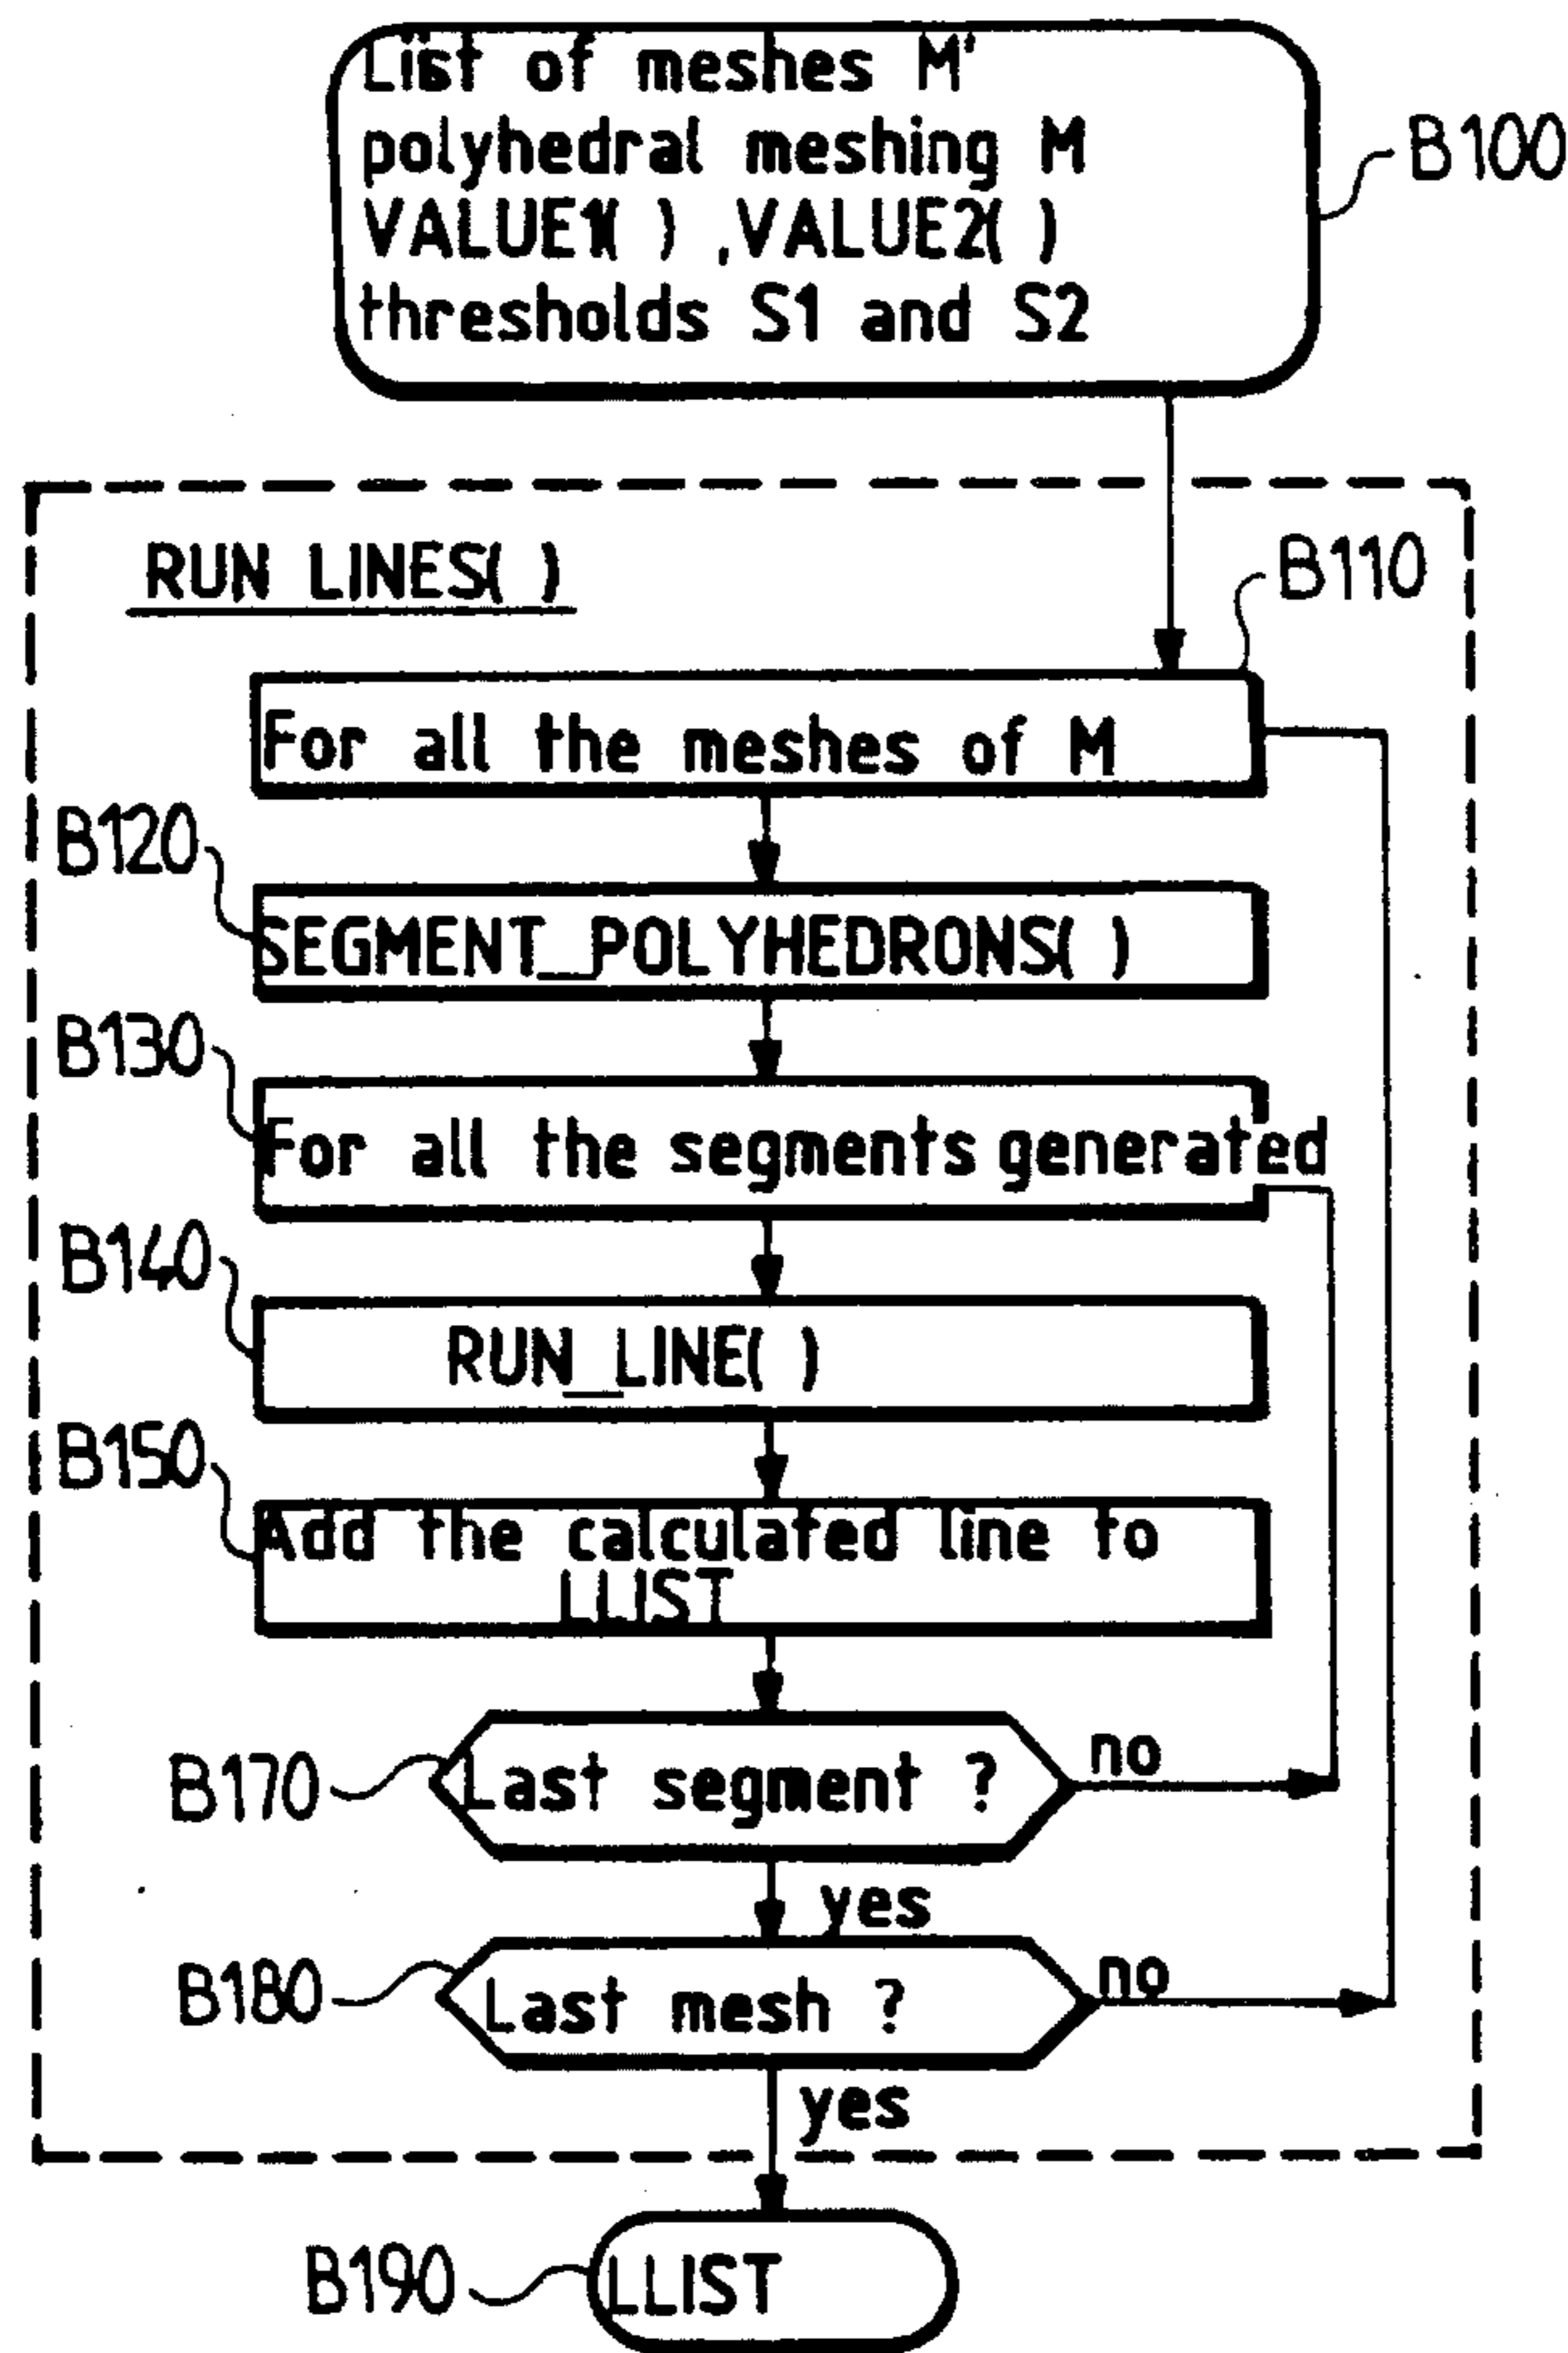 List of meshes M'
polyhedral meshing M
VALUE1( ) ,VALUE2( )
thresholds S1 and S2
B100
RUN LINES( )
B110
For all the meshes of M
B120
SEGMENT_POLYHEDRONS( )
B130
For all the segments generated
B140
RUN_LINE( )
B150
Add the calculated line to
LLIST
B170
Last segment ?
no
yes
B180
Last mesh ?
no
yes
B190
LLIST